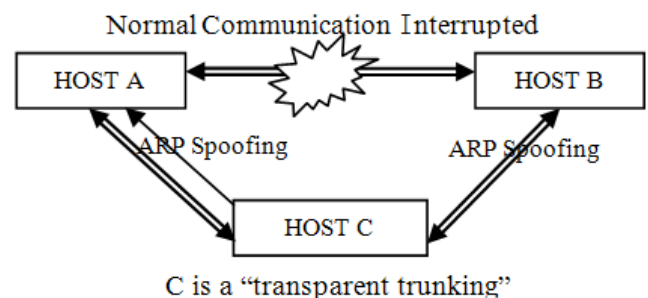 Normal Communication Interrupted
HOST A
HOST B
ARP Spoofing
ARP Spoofing
HOST C
C is a “transparent trunking”